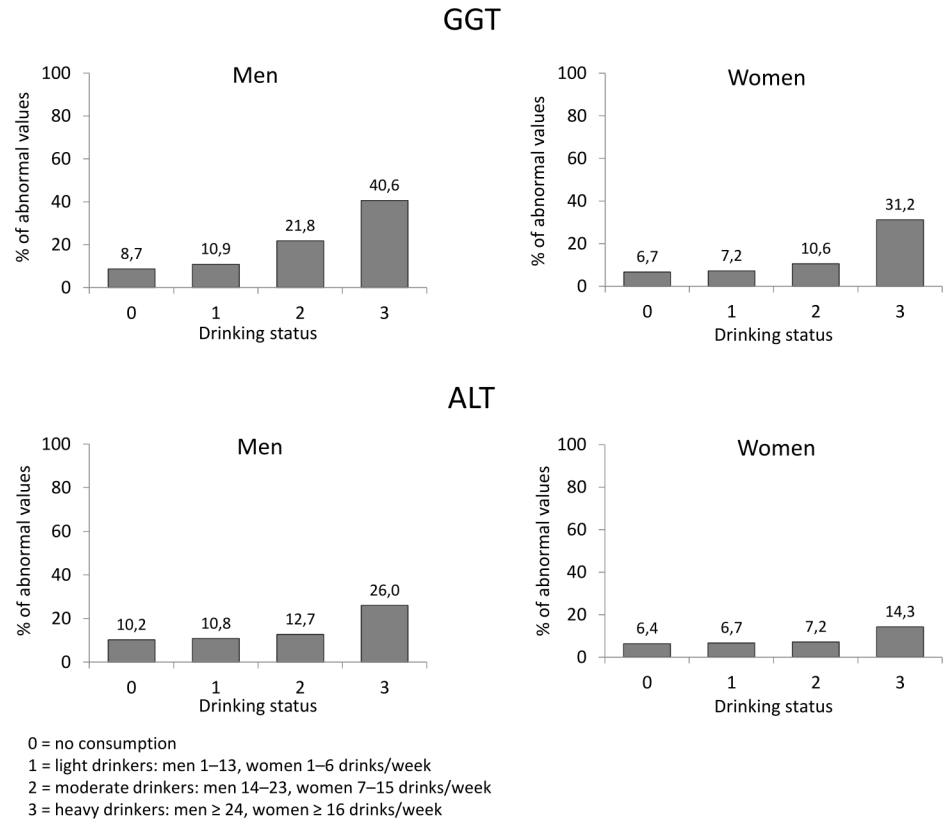 GGT
Men
% of abnormal values
100
80
60
40
20
0
8,7
10,9
21,8
40,6
0 1 2 3
Drinking status
Women
% of abnormal values
100
80
60
40
20
0
6,7
7,2
10,6
31,2
0 1 2 3
Drinking status
ALT
Men
% of abnormal values
100
80
60
40
20
0
10,2
10,8
12,7
26,0
0 1 2 3
Drinking status
Women
% of abnormal values
100
80
60
40
20
0
6,4
6,7
7,2
14,3
0 1 2 3
Drinking status
0 = no consumption
1 = light drinkers: men 1–13, women 1–6 drinks/week
2 = moderate drinkers: men 14–23, women 7–15 drinks/week
3 = heavy drinkers: men ≥ 24, women ≥ 16 drinks/week